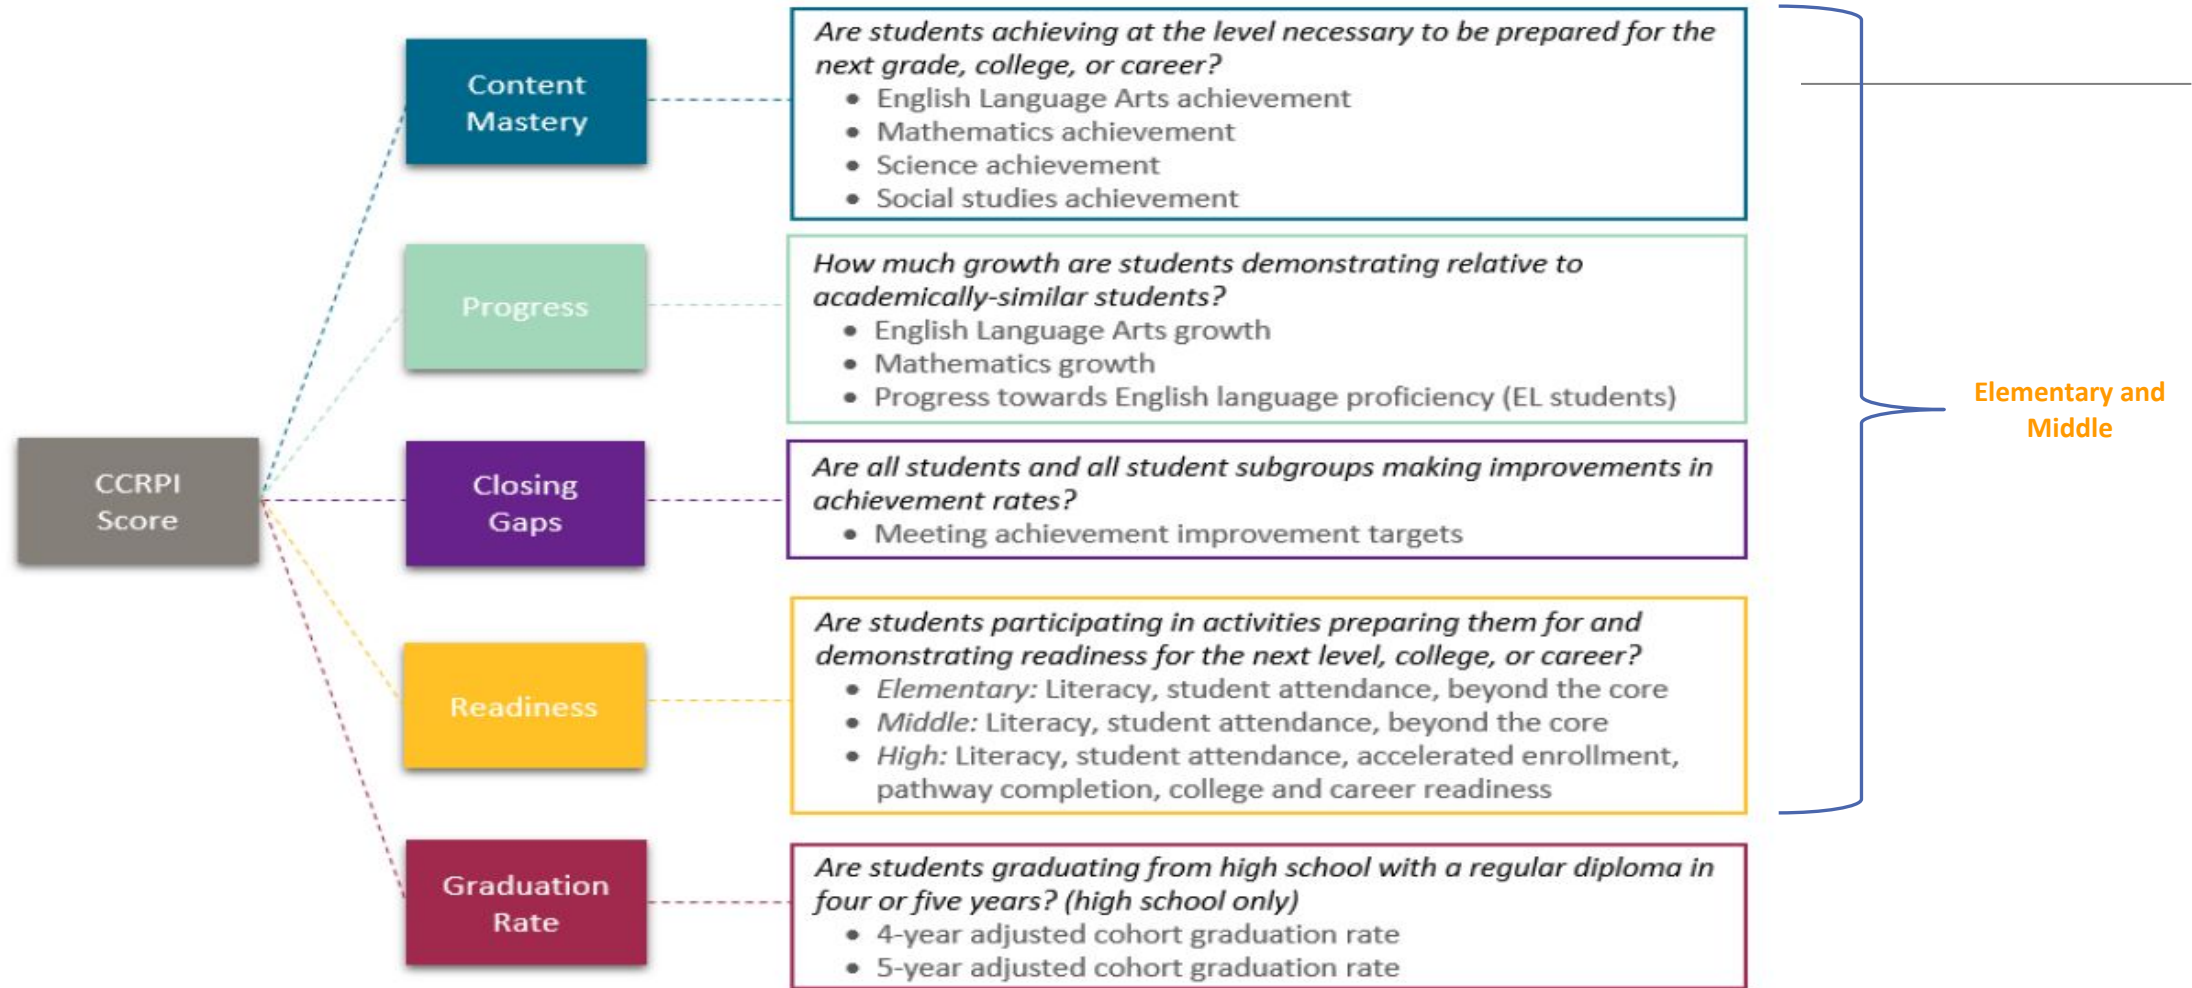 CCRPI
Score
Content
Mastery
Are students achieving at the level necessary to be prepared for the
next grade, college, or career?
• English Language Arts achievement
• Mathematics achievement
• Science achievement
• Social studies achievement
Progress
How much growth are students demonstrating relative to
academically-similar students?
• English Language Arts growth
• Mathematics growth
• Progress towards English language proficiency (EL students)
Closing
Gaps
Are all students and all student subgroups making improvements in
achievement rates?
• Meeting achievement improvement targets
Readiness
Are students participating in activities preparing them for and
demonstrating readiness for the next level, college, or career?
• Elementary: Literacy, student attendance, beyond the core
• Middle: Literacy, student attendance, beyond the core
• High: Literacy, student attendance, accelerated enrollment,
pathway completion, college and career readiness
Graduation
Rate
Are students graduating from high school with a regular diploma in
four or five years? (high school only)
• 4-year adjusted cohort graduation rate
• 5-year adjusted cohort graduation rate
Elementary and
Middle